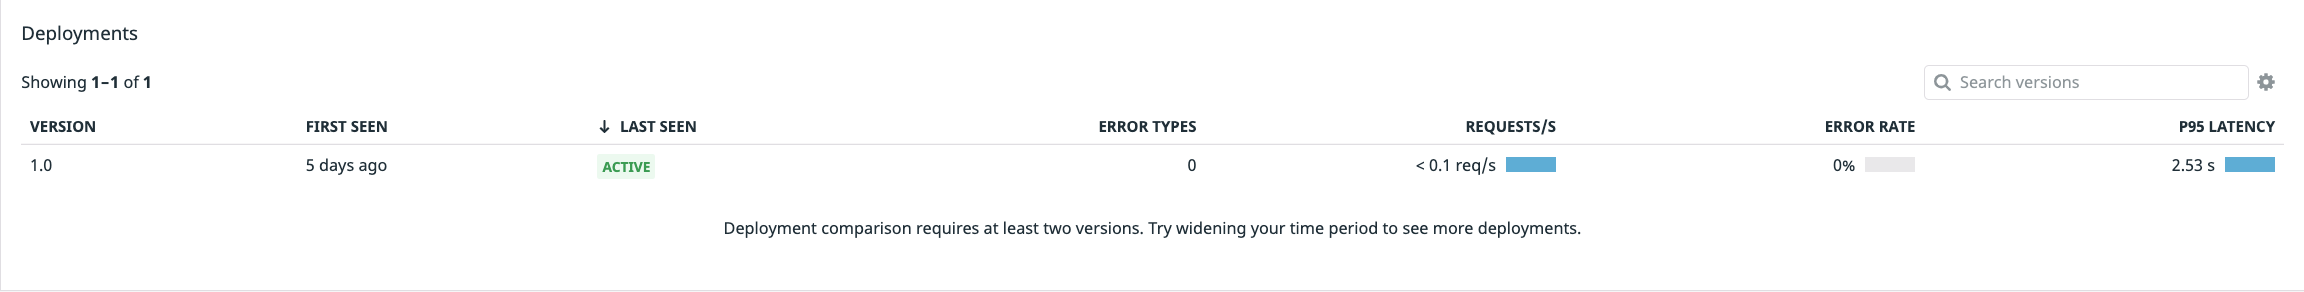 Deployments
Showing 1–1 of 1
Search versions
VERSION FIRST SEEN ↓ LAST SEEN ERROR TYPES REQUESTS/S ERROR RATE P95 LATENCY
1.0 5 days ago ACTIVE 0 < 0.1 req/s 0% 2.53 s
Deployment comparison requires at least two versions. Try widening your time period to see more deployments.